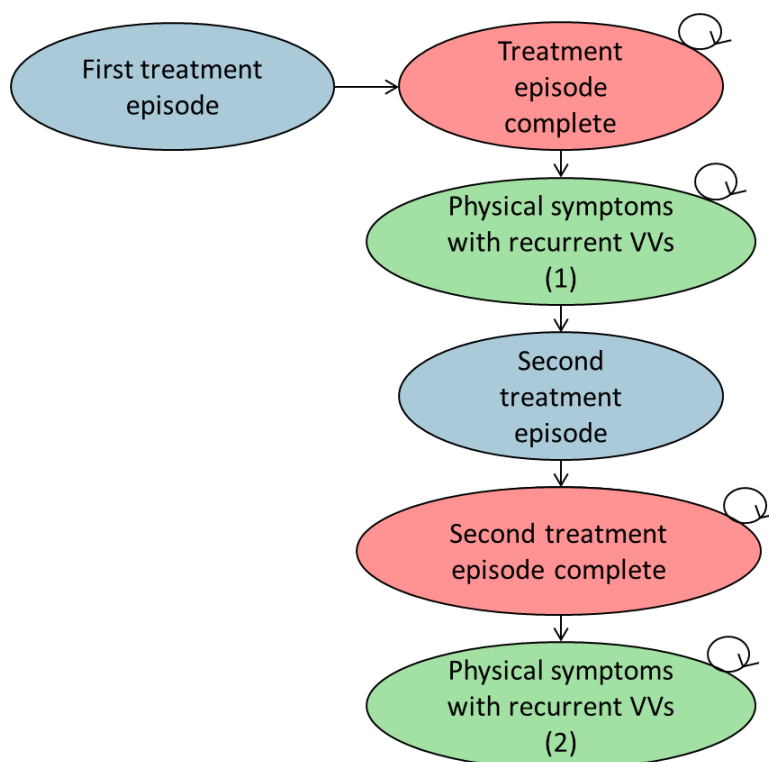 First treatment
episode
Treatment
episode
complete
Physical symptoms
with recurrent VVs
(1)
Second
treatment
episode
Second treatment
episode complete
Physical symptoms
with recurrent VVs
(2)